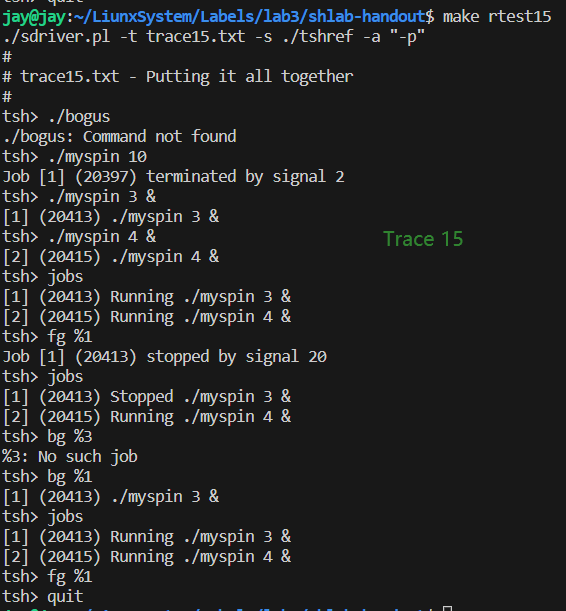 tsh> quit
jay@jay:~/LiunxSystem/Labels/lab3/shlab-handout$ make rtest15
./sdriver.pl -t trace15.txt -s ./tshref -a "-p"
#
# trace15.txt - Putting it all together
#
tsh> ./bogus
./bogus: Command not found
tsh> ./myspin 10
Job [1] (20397) terminated by signal 2
tsh> ./myspin 3 &
[1] (20413) ./myspin 3 &
tsh> ./myspin 4 &
Trace 15
[2] (20415) ./myspin 4 &
tsh> jobs
[1] (20413) Running ./myspin 3 &
[2] (20415) Running ./myspin 4 &
tsh> fg %1
Job [1] (20413) stopped by signal 20
tsh> jobs
[1] (20413) Stopped ./myspin 3 &
[2] (20415) Running ./myspin 4 &
tsh> bg %3
%3: No such job
tsh> bg %1
[1] (20413) ./myspin 3 &
tsh> jobs
[1] (20413) Running ./myspin 3 &
[2] (20415) Running ./myspin 4 &
tsh> fg %1
tsh> quit